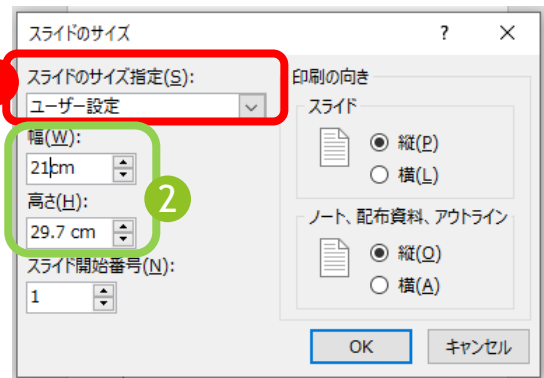 スライドのサイズ ? ×
スライドのサイズ指定(S):
ユーザー設定
幅(W):
21cm
高さ(H):
29.7 cm
スライド開始番号(N):
1
2
印刷の向き
スライド
縦(P)
横(L)
ノート、配布資料、アウトライン
縦(O)
横(A)
OK
キャンセル